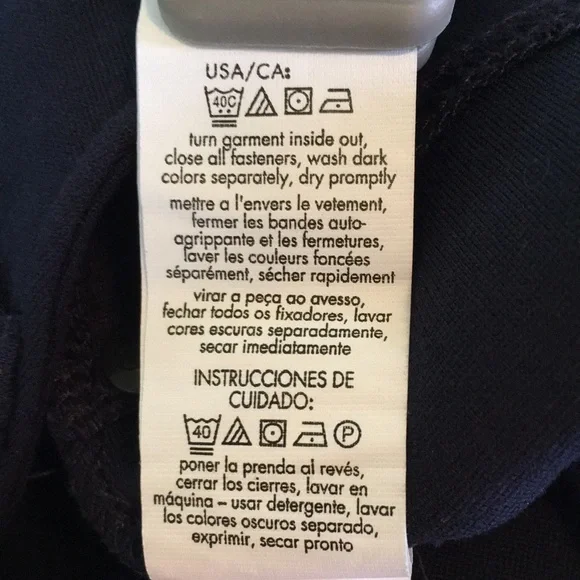 USA/CA:
40C
turn garment inside out,
close all fasteners, wash dark
colors separately, dry promptly
mettre a l'envers le vetement,
fermer les bandes auto-
agrippante et les fermetures,
laver les couleurs foncées
séparément, sécher rapidement
virar a peça ao avesso,
fechar todos os fixadores, lavar
cores escuras separadamente,
secar imediatamente
INSTRUCCIONES DE
CUIDADO:
40 P
poner la prenda al revés,
cerrar los cierres, lavar en
máquina – usar detergente, lavar
los colores oscuros separado,
exprimir, secar pronto